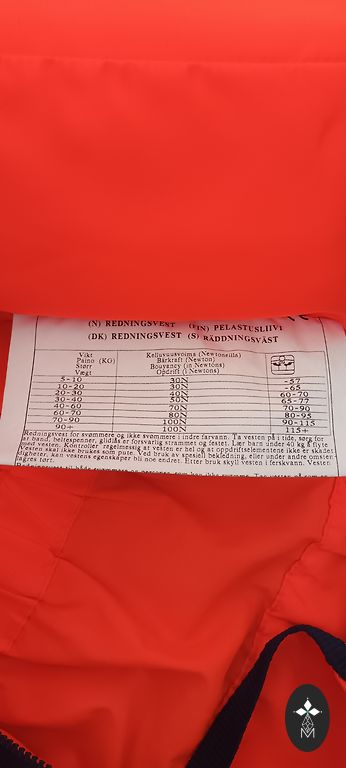 (N) REDNINGSVEST (FIN) PELASTUSLIIVI
(DK) REDNINGSVEST (S) RÄDDNINGSVÄST
Vikt
Paino (KG)
Størr
Vægt
Kelluvuusvoima (Newtonsilla)
Bärkraft (Newton)
Bouyancy (in Newton)
Opdrift (i Newtons)
5-10 30N -57
10-20 30N -65
20-30 40N 60-70
30-40 50N 65-77
40-60 70N 70-90
60-70 80N 80-95
70-90 100N 90-115
90+ 100N 115+
Redningsvest for svømmere og ikke svømmere i indre farvann. Ta vesten på i tide, sørg for
at bånd, beltespenner, glidlås er forsvarlig strammet og festet. Lær barn under 40 kg å flyte
med vesten. Kontroller regelmessig at vesten er hel og at oppdriftselementene ikke er skadet
Vesten skal ikke brukes som pute. Ved bruk av spesiell bekledning, eller under andre omsten
digheter, kan vestens egenskaper bli noe endret. Etter bruk skyll vesten i ferskvann. Vesten
lagres tørr.